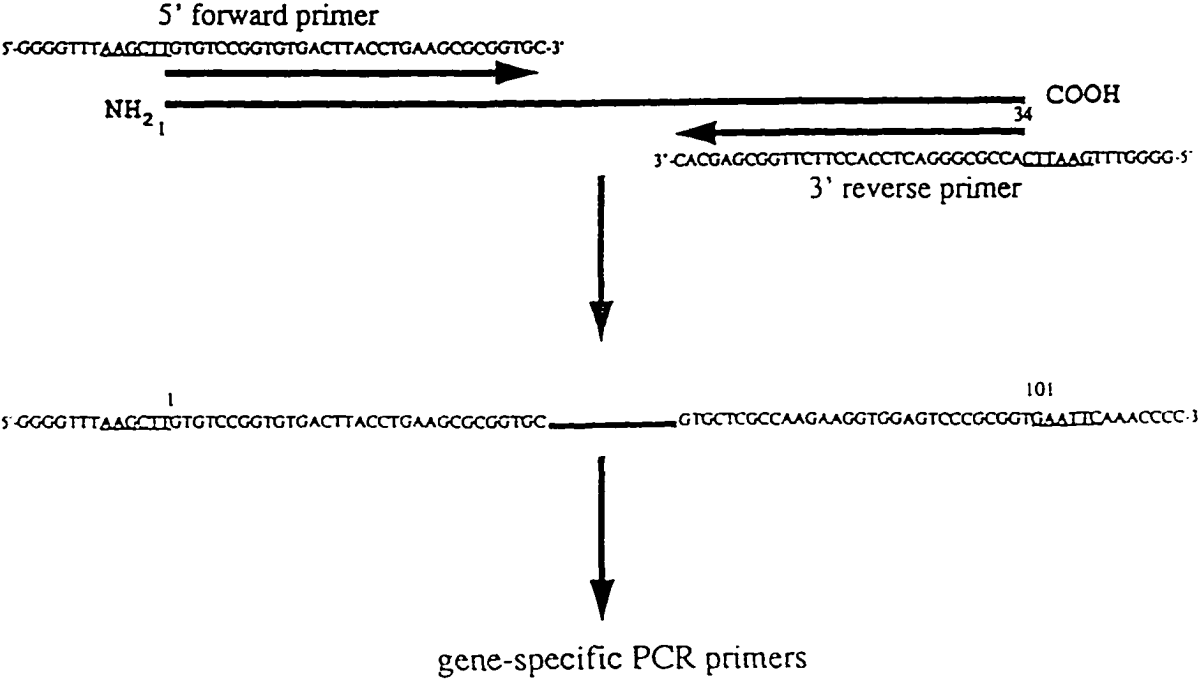 5' forward primer
5'-GGGGTTTAAGCTTGTGTCCGGTGTGACTTACCTGAAGCGCGGTGC-3'
NH2 1
34 COOH
3'-CACGAGCGGTTCTTCCACCTCAGGGCGCCACTTAAGTTTGGGG-5'
3' reverse primer
1
101
5'-GGGGTTTAAGCTTGTGTCCGGTGTGACTTACCTGAAGCGCGGTGC
GTGCTCGCCAAGAAGGTGGAGTCCCGCGGTGAATTCAAACCCC-3
gene-specific PCR primers